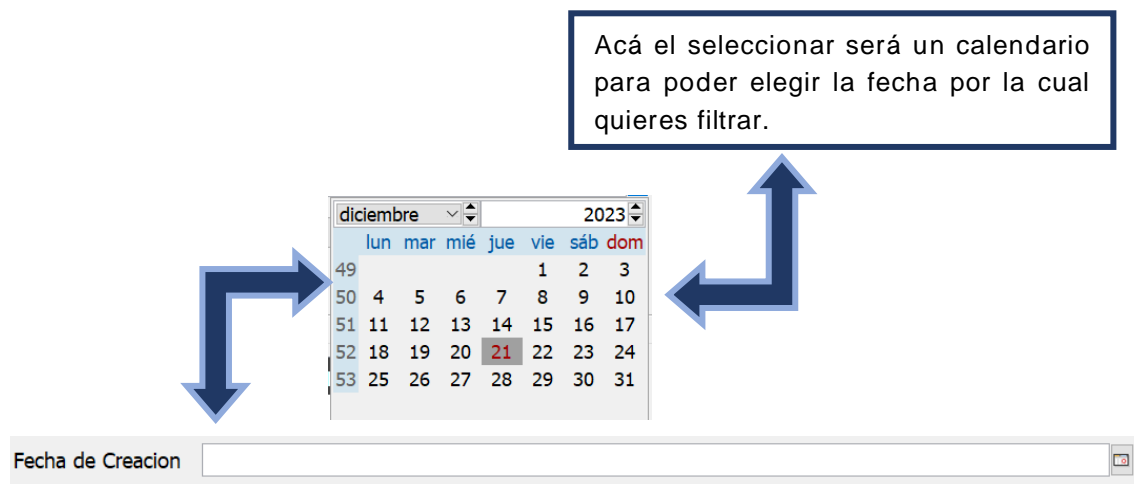 Acá el seleccionar será un calendario
para poder elegir la fecha por la cual
quieres filtrar.
diciembre 2023
lun mar mié jue vie sáb dom
49 1 2 3
50 4 5 6 7 8 9 10
51 11 12 13 14 15 16 17
52 18 19 20 21 22 23 24
53 25 26 27 28 29 30 31
Fecha de Creacion